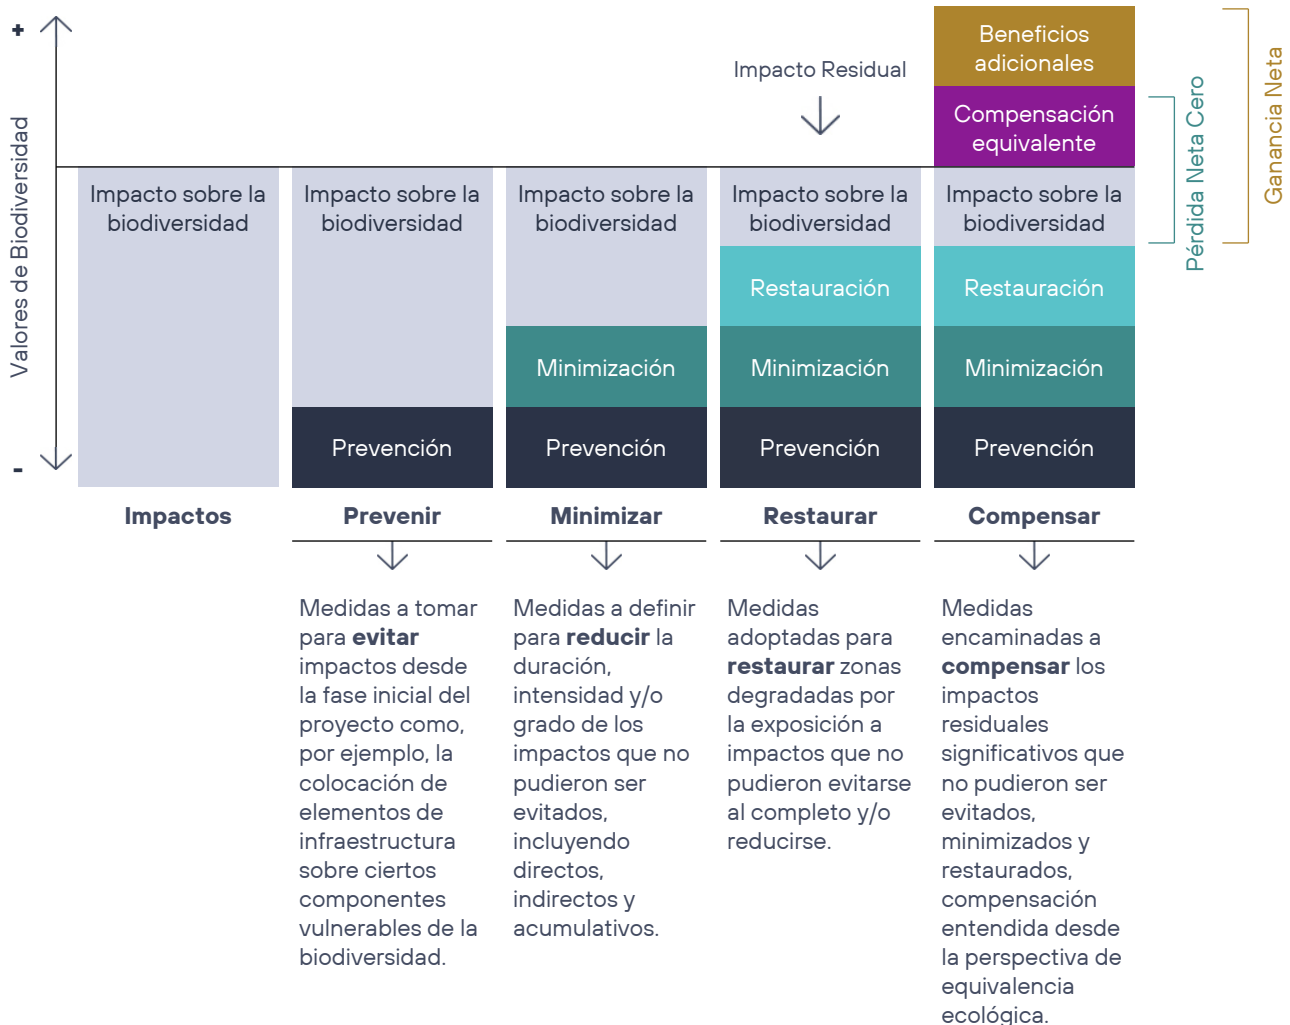 +
Valores de Biodiversidad
-
Impacto Residual
Beneficios
adicionales
Compensación
equivalente
Pérdida Neta Cero
Ganancia Neta
Impacto sobre la
biodiversidad
Impacto sobre la
biodiversidad
Impacto sobre la
biodiversidad
Impacto sobre la
biodiversidad
Impacto sobre la
biodiversidad
Restauración
Restauración
Minimización
Minimización
Minimización
Prevención
Prevención
Prevención
Prevención
Impactos
Prevenir
Minimizar
Restaurar
Compensar
Medidas a tomar
para evitar
impactos desde
la fase inicial del
proyecto como,
por ejemplo, la
colocación de
elementos de
infraestructura
sobre ciertos
componentes
vulnerables de la
biodiversidad.
Medidas a definir
para reducir la
duración,
intensidad y/o
grado de los
impactos que no
pudieron ser
evitados,
incluyendo
directos,
indirectos y
acumulativos.
Medidas
adoptadas para
restaurar zonas
degradadas por
la exposición a
impactos que no
pudieron evitarse
al completo y/o
reducirse.
Medidas
encaminadas a
compensar los
impactos
residuales
significativos que
no pudieron ser
evitados,
minimizados y
restaurados,
compensación
entendida desde
la perspectiva de
equivalencia
ecológica.